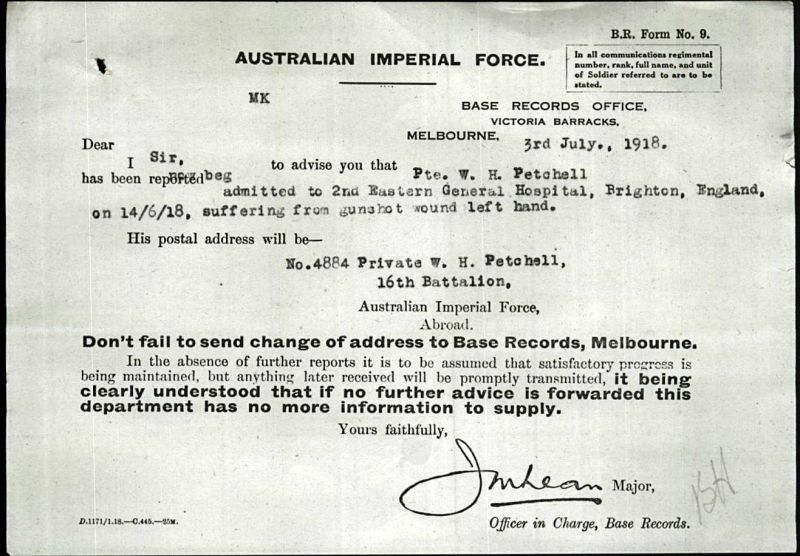 B.R. Form No. 9.
AUSTRALIAN IMPERIAL FORCE.
In all communications regimental
number, rank, full name, and unit
of Soldier referred to are to be
stated.
MK
BASE RECORDS OFFICE,
VICTORIA BARRACKS,
MELBOURNE, 3rd July., 1918.
Dear Sir,
I now beg to advise you that Pte. W. H. Petchell
has been reported
admitted to 2nd Eastern General Hospital, Brighton, England,
on 14/6/18, suffering from gunshot wound left hand.
His postal address will be—
No.4884 Private W. H. Petchell,
16th Battalion,
Australian Imperial Force,
Abroad.
Don't fail to send change of address to Base Records, Melbourne.
In the absence of further reports it is to be assumed that satisfactory progress is
being maintained, but anything later received will be promptly transmitted, it being
clearly understood that if no further advice is forwarded this
department has no more information to supply.
Yours faithfully,
JMLean Major,
D.1171/1.18.—C.445.—25M.
Officer in Charge, Base Records.